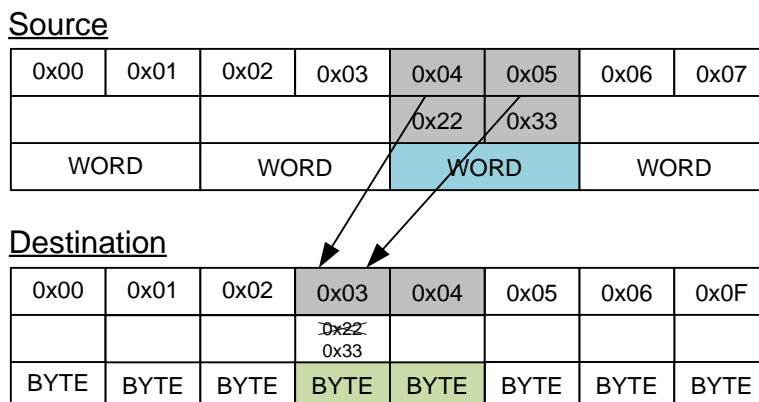 Source
0x00 0x01 0x02 0x03 0x04 0x05 0x06 0x07
0x22 0x33
WORD WORD WORD WORD
Destination
0x00 0x01 0x02 0x03 0x04 0x05 0x06 0x0F
0x22
0x33
BYTE BYTE BYTE BYTE BYTE BYTE BYTE BYTE